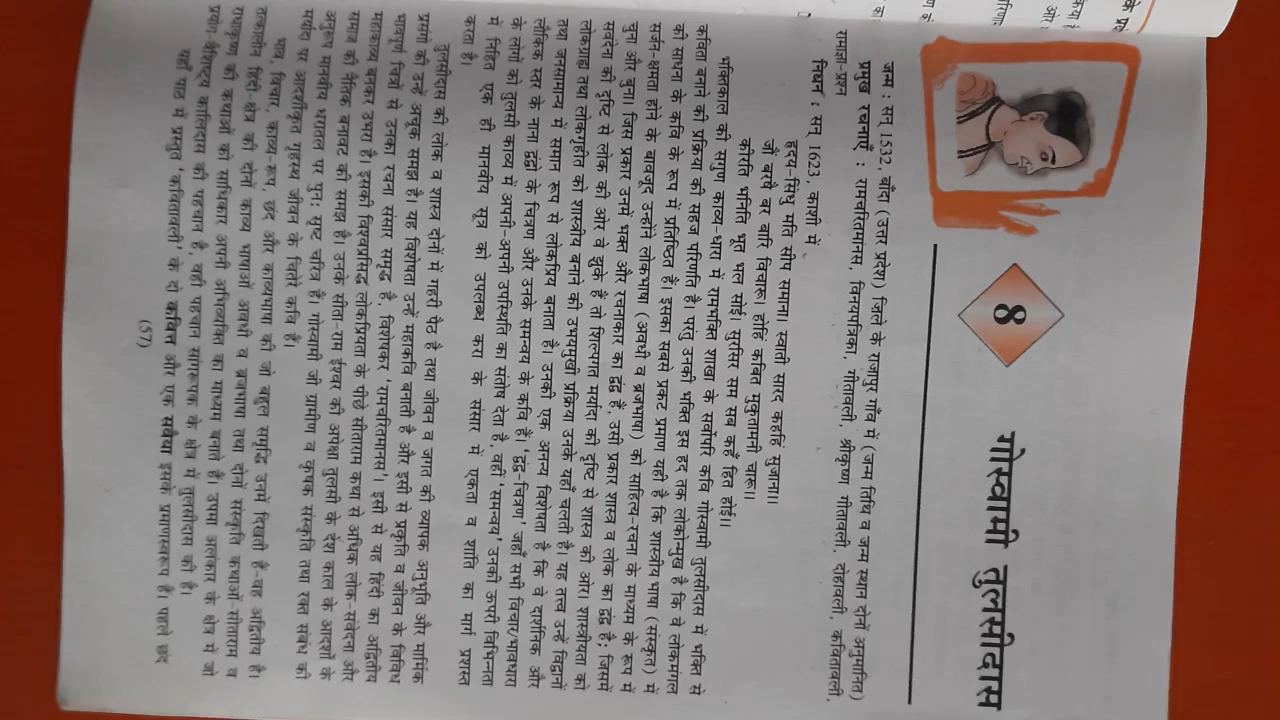 8
गोस्वामी तुलसीदास
जन्म : सन् 1532, बाँदा (उत्तर प्रदेश) जिले के राजापुर गाँव में (जन्म तिथि व जन्म स्थान दोनों अनुमानित)
प्रमुख रचनाएँ : रामचरितमानस, विनयपत्रिका, गीतावली, श्रीकृष्ण गीतावली, दोहावली, कवितावली,
रामाज्ञा-प्रश्न
निधन : सन् 1623, काशी में
हृदय-सिंधु मति सीप समाना। स्वाती सारद कहहिं सुजाना॥
जौं बरषै बर बारि विचारू। होहिं कवित मुकुतामनी चारू॥
कीरति भनिति भूत भल सोई। सुरसरि सम सब कहँ हित होई॥
भक्तिकाल की सगुण काव्य-धारा में रामभक्ति शाखा के सर्वोपरि कवि गोस्वामी तुलसीदास में भक्ति से
कविता बनाने की प्रक्रिया की सहज परिणति है। परंतु उनकी भक्ति इस हद तक लोकोन्मुख है कि वे लोकमंगल
की साधना के कवि के रूप में प्रतिष्ठित हैं। इसका सबसे प्रकट प्रमाण यही है कि शास्त्रीय भाषा (संस्कृत) में
सर्जन-क्षमता होने के बावजूद उन्होंने लोकभाषा (अवधी व ब्रजभाषा) को साहित्य-रचना के माध्यम के रूप में
चुना और बुना। जिस प्रकार उनमें भक्त और रचनाकार का द्वंद्व है, उसी प्रकार शास्त्र व लोक का द्वंद्व है; जिसमें
संवेदना की दृष्टि से लोक की ओर वे झुके हैं तो शिल्पगत मर्यादा की दृष्टि से शास्त्र की ओर। शास्त्रीयता को
लोकग्राह्य तथा लोकगृहीत को शास्त्रीय बनाने की उभयमुखी प्रक्रिया उनके यहाँ चलती है। यह तत्त्व उन्हें विद्वानों
तथा जनसामान्य में समान रूप से लोकप्रिय बनाता है। उनकी एक अनन्य विशेषता है कि वे दार्शनिक और
लौकिक स्तर के नाना द्वंद्वों के चित्रण और उनके समन्वय के कवि हैं। 'द्वंद्व-चित्रण' जहाँ सभी विचार/भावधारा
के लोगों को तुलसी काव्य में अपनी-अपनी उपस्थिति का संतोष देता है, वहीं 'समन्वय' उनकी ऊपरी विभिन्नता
में निहित एक ही मानवीय सूत्र को उपलब्ध करा के संसार में एकता व शांति का मार्ग प्रशस्त
करता है।
तुलसीदास की लोक व शास्त्र दोनों में गहरी पैठ है तथा जीवन व जगत की व्यापक अनुभूति और मार्मिक
प्रसंगों की उन्हें अचूक समझ है। यह विशेषता उन्हें महाकवि बनाती है और इसी से प्रकृति व जीवन के विविध
भावपूर्ण चित्रों से उनका रचना संसार समृद्ध है, विशेषकर 'रामचरितमानस'। इसी से यह हिंदी का अद्वितीय
महाकाव्य बनकर उभरा है। इसकी विश्वप्रसिद्ध लोकप्रियता के पीछे सीताराम कथा से अधिक लोक-संवेदना और
समाज की नैतिक बनावट की समझ है। उनके सीता-राम ईश्वर की अपेक्षा तुलसी के देश काल के आदर्शों के
अनुरूप मानवीय धरातल पर पुनः सृष्ट चरित्र हैं। गोस्वामी जी ग्रामीण व कृषक संस्कृति तथा रक्त संबंध की
मर्यादा पर आदर्शीकृत गृहस्थ जीवन के चितेरे कवि हैं।
भाव, विचार, काव्य-रूप, छंद और काव्यभाषा की जो बहुल समृद्धि उनमें दिखती है-वह अद्वितीय है।
तत्कालीन हिंदी क्षेत्र की दोनों काव्य भाषाओं अवधी व ब्रजभाषा तथा दोनों संस्कृति कथाओं-सीताराम व
राधाकृष्ण की कथाओं को साधिकार अपनी अभिव्यक्ति का माध्यम बनाते हैं। उपमा अलंकार के क्षेत्र में जो
प्रयोग-वैशिष्ट्य कालिदास की पहचान है, वही पहचान सांगरूपक के क्षेत्र में तुलसीदास की है।
यहाँ पाठ में प्रस्तुत 'कवितावली' के दो कवित्त और एक सवैया इसके प्रमाणस्वरूप हैं। पहले छंद
(57)